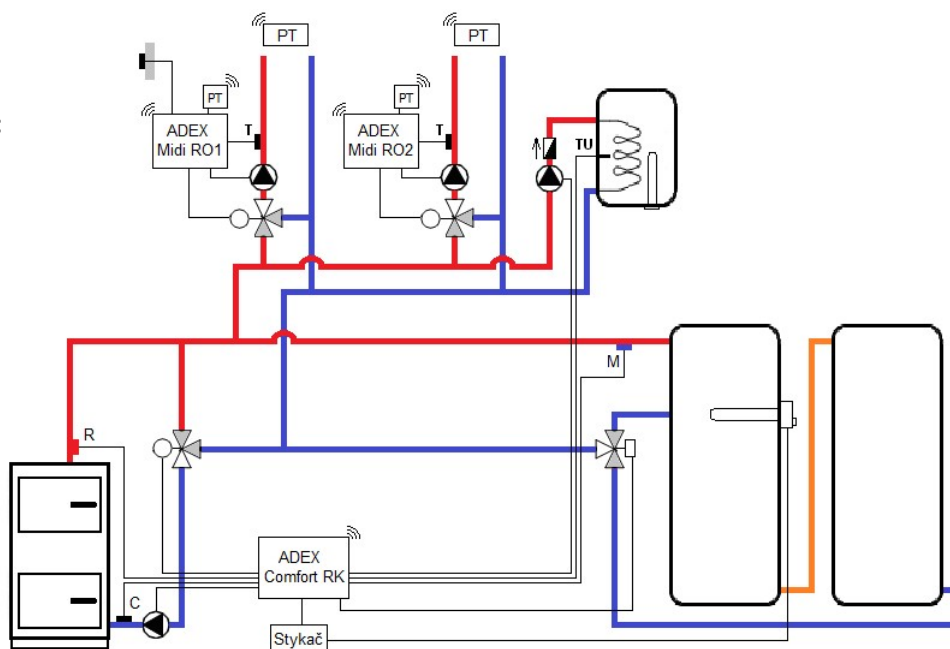 PT
PT
PT
PT
ADEX
Midi RO1
T
ADEX
Midi RO2
T
TU
M
R
ADEX
Comfort RK
C
Stykač